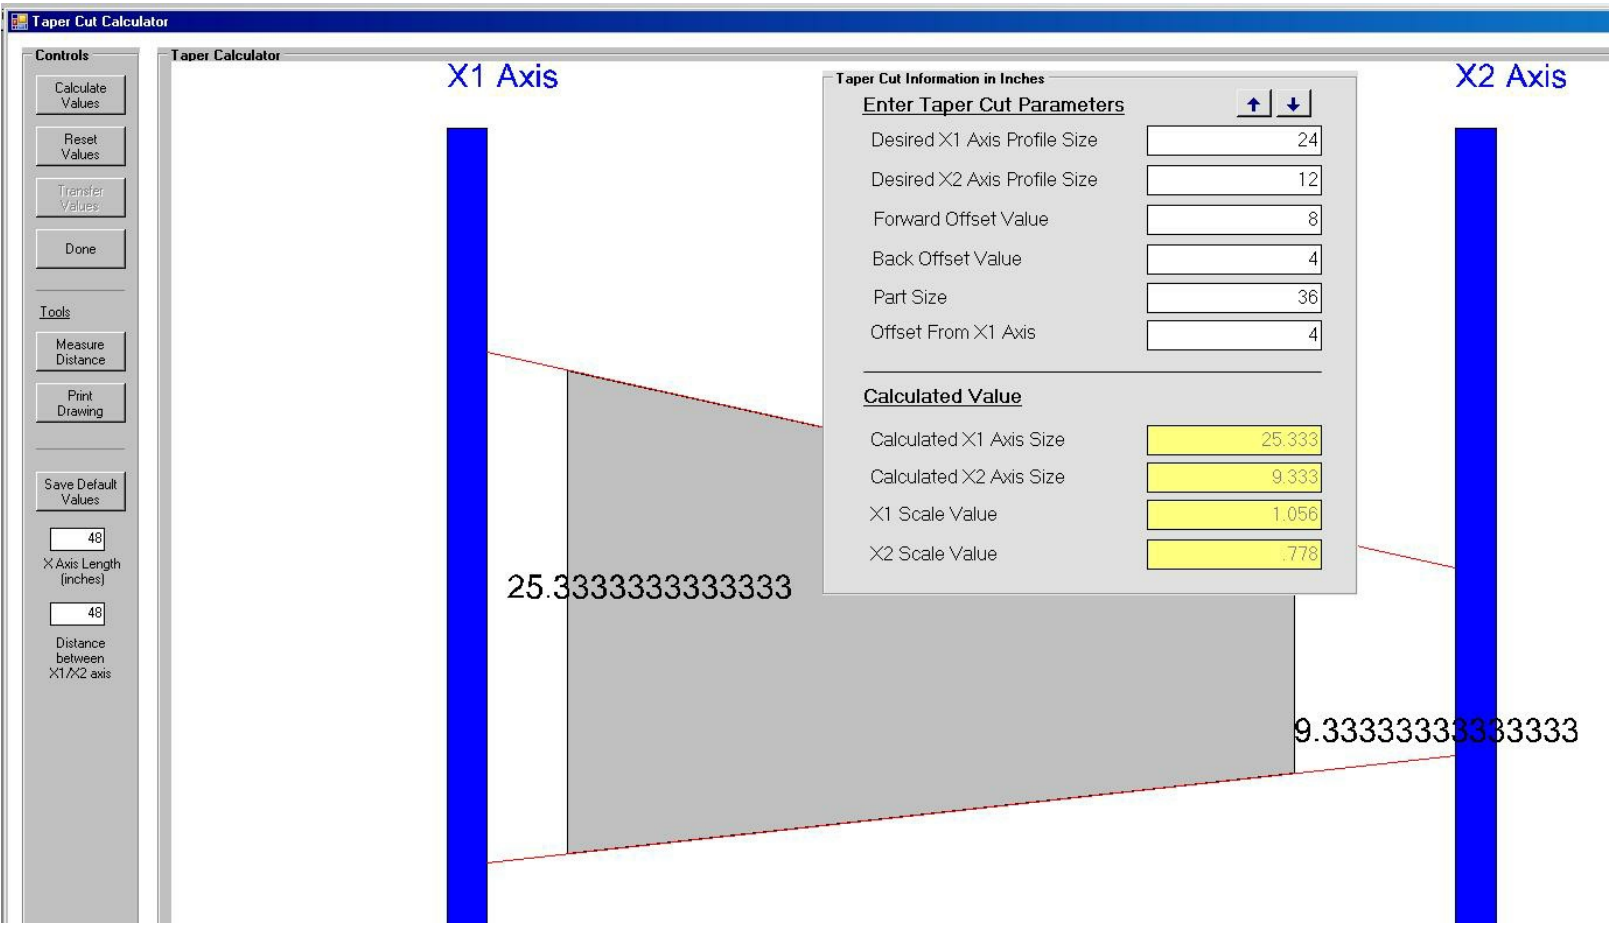 Taper Cut Calculator
Controls
Calculate
Values
Reset
Values
Transfer
Values
Done
Tools
Measure
Distance
Print
Drawing
Save Default
Values
48
X Axis Length
(inches)
48
Distance
between
X1/X2 axis
Taper Calculator
X1 Axis
X2 Axis
Taper Cut Information in Inches
Enter Taper Cut Parameters
Desired X1 Axis Profile Size 24
Desired X2 Axis Profile Size 12
Forward Offset Value 8
Back Offset Value 4
Part Size 36
Offset From X1 Axis 4
Calculated Value
Calculated X1 Axis Size 25.333
Calculated X2 Axis Size 9.333
X1 Scale Value 1.056
X2 Scale Value .778
25.3333333333333
9.33333333333333